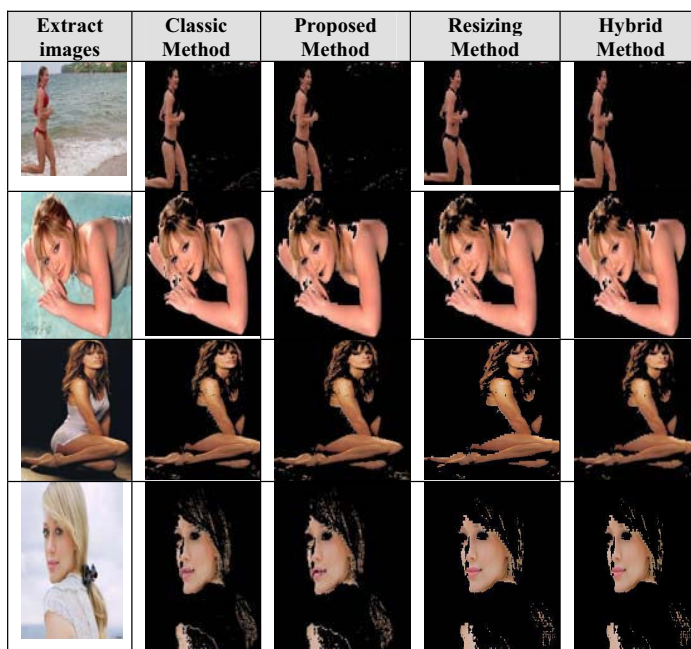 Extract images
Classic Method
Proposed Method
Resizing Method
Hybrid Method